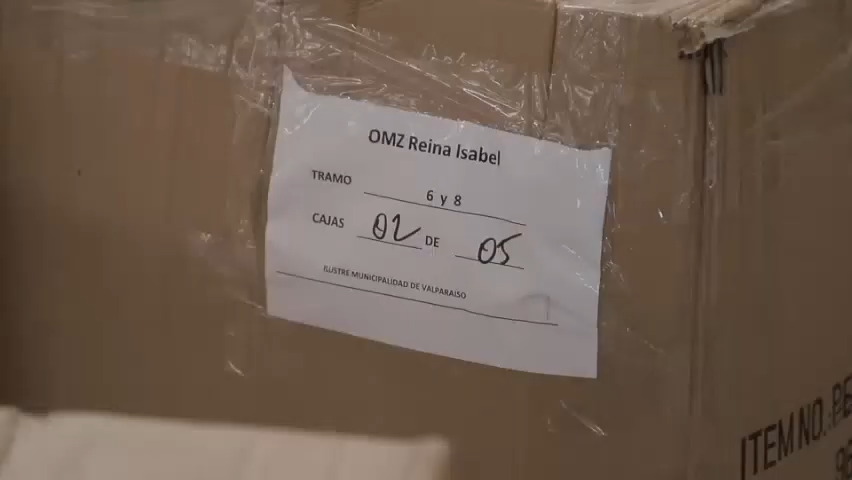 OMZ Reina Isabel
TRAMO 6 y 8
CAJAS 02 DE 05
ILUSTRE MUNICIPALIDAD DE VALPARAISO
ITEM NO.: